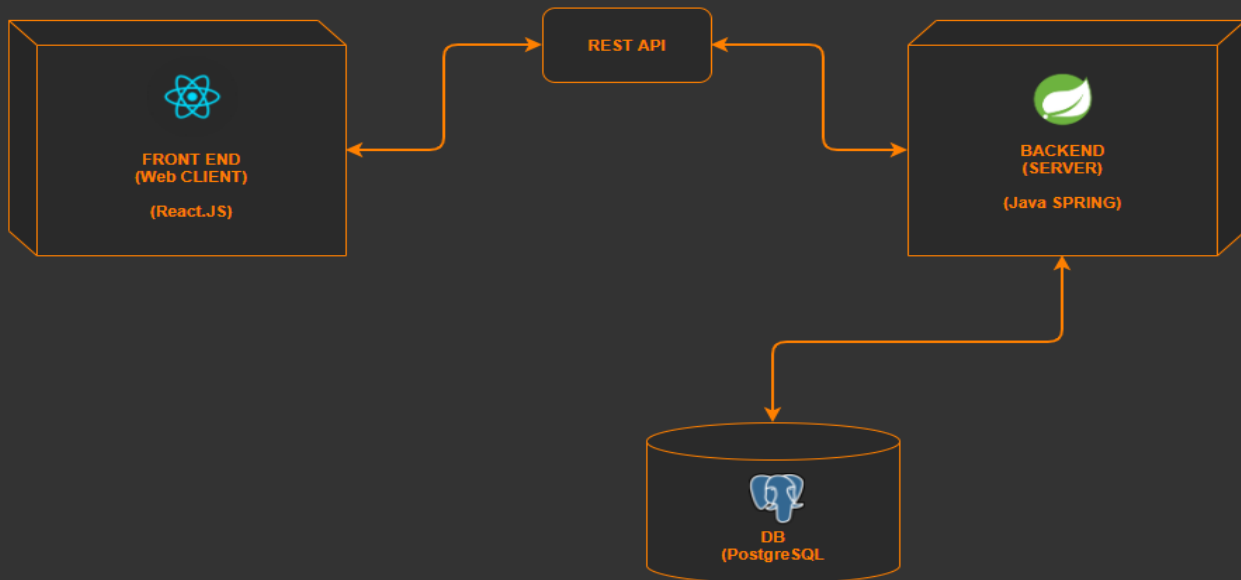 REST API
FRONT END
(Web CLIENT)
(React.JS)
BACKEND
(SERVER)
(Java SPRING)
DB
(PostgreSQL